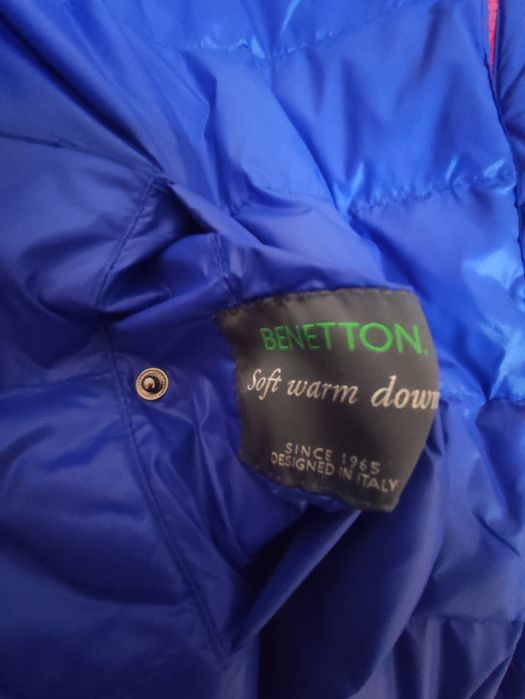 BENETTON.
Soft warm down
SINCE 1965
DESIGNED IN ITALY